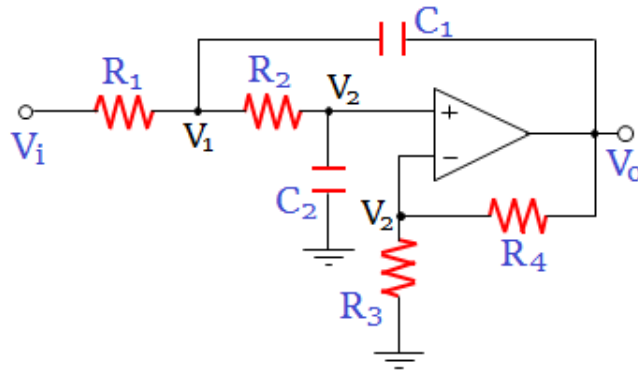 C₁
R₁
R₂
V₂
+
Vᵢ
V₁
−
Vₒ
C₂
V₂
R₄
R₃